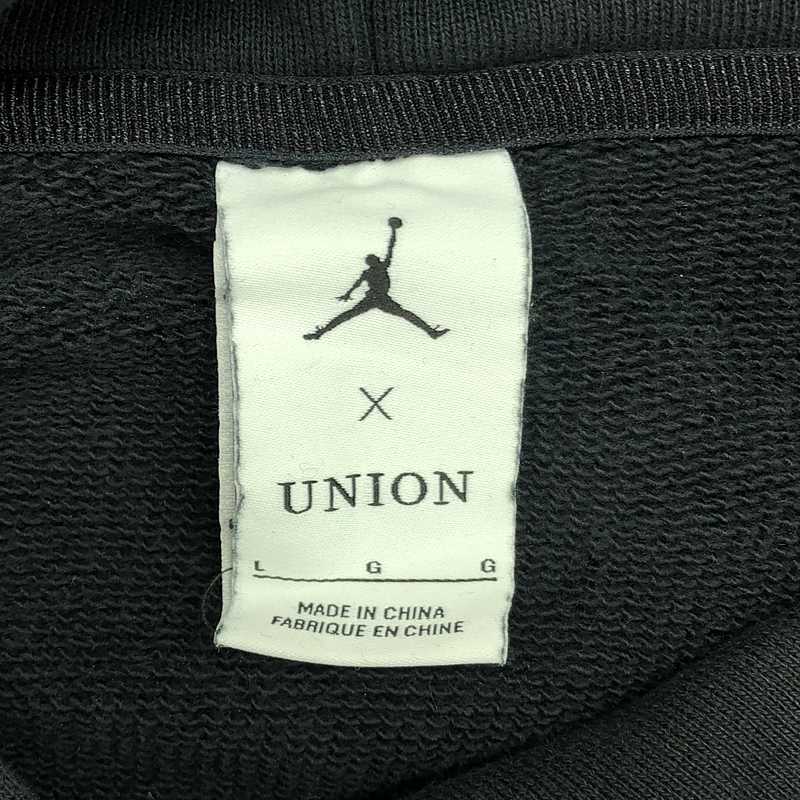 X
UNION
L G G
MADE IN CHINA
FABRIQUE EN CHINE